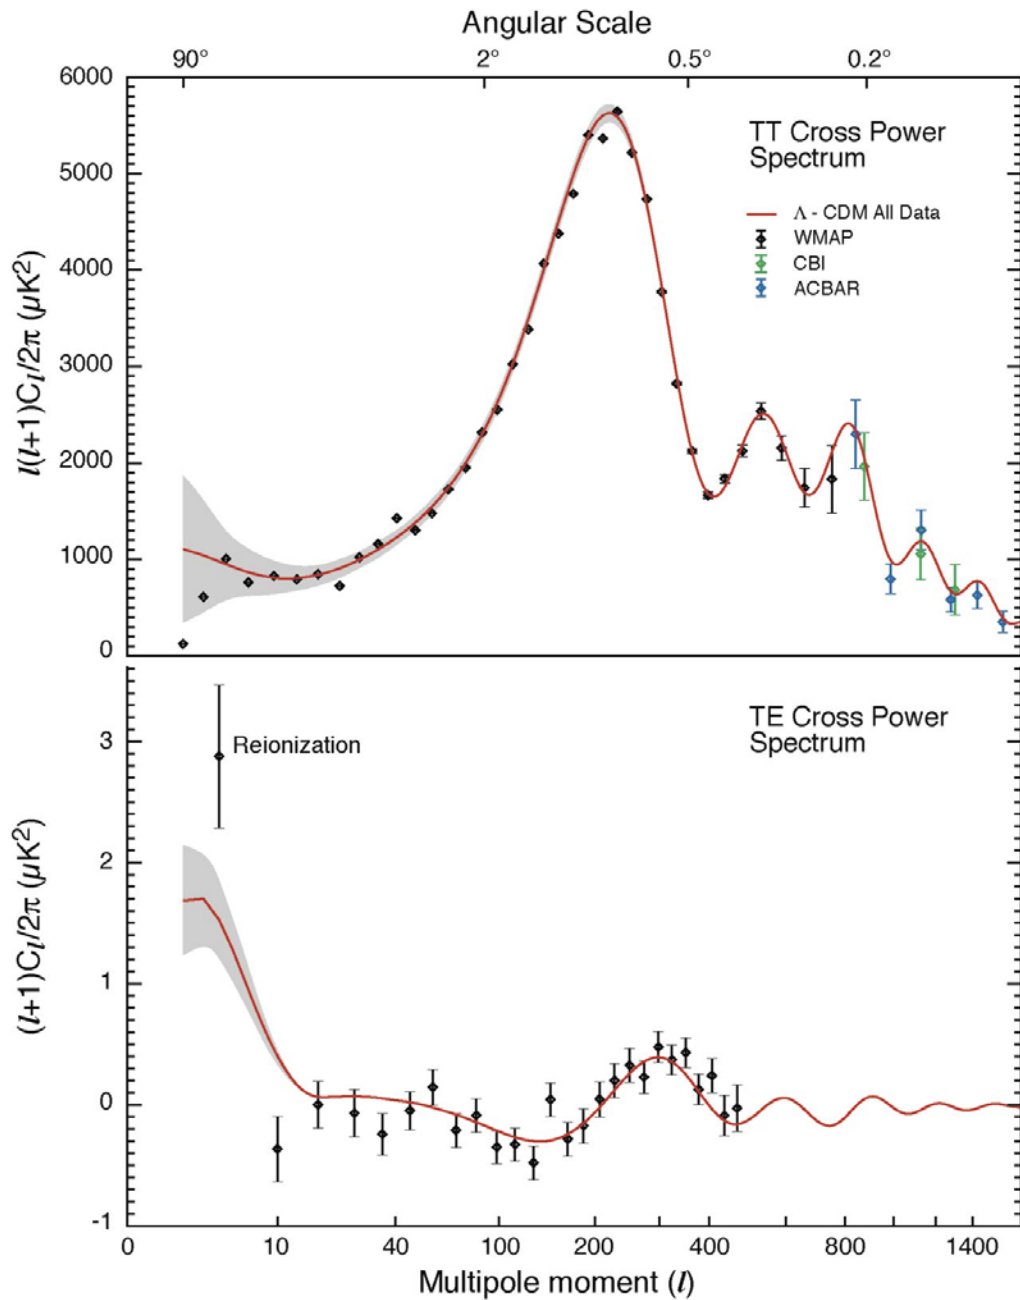 Angular Scale
90° 2° 0.5° 0.2°
6000
5000
4000
3000
2000
1000
0
l(l+1)Cl/2π (μK²)
TT Cross Power
Spectrum
Λ - CDM All Data
WMAP
CBI
ACBAR
3
2
1
0
-1
(l+1)Cl/2π (μK²)
Reionization
TE Cross Power
Spectrum
0 10 40 100 200 400 800 1400
Multipole moment (l)